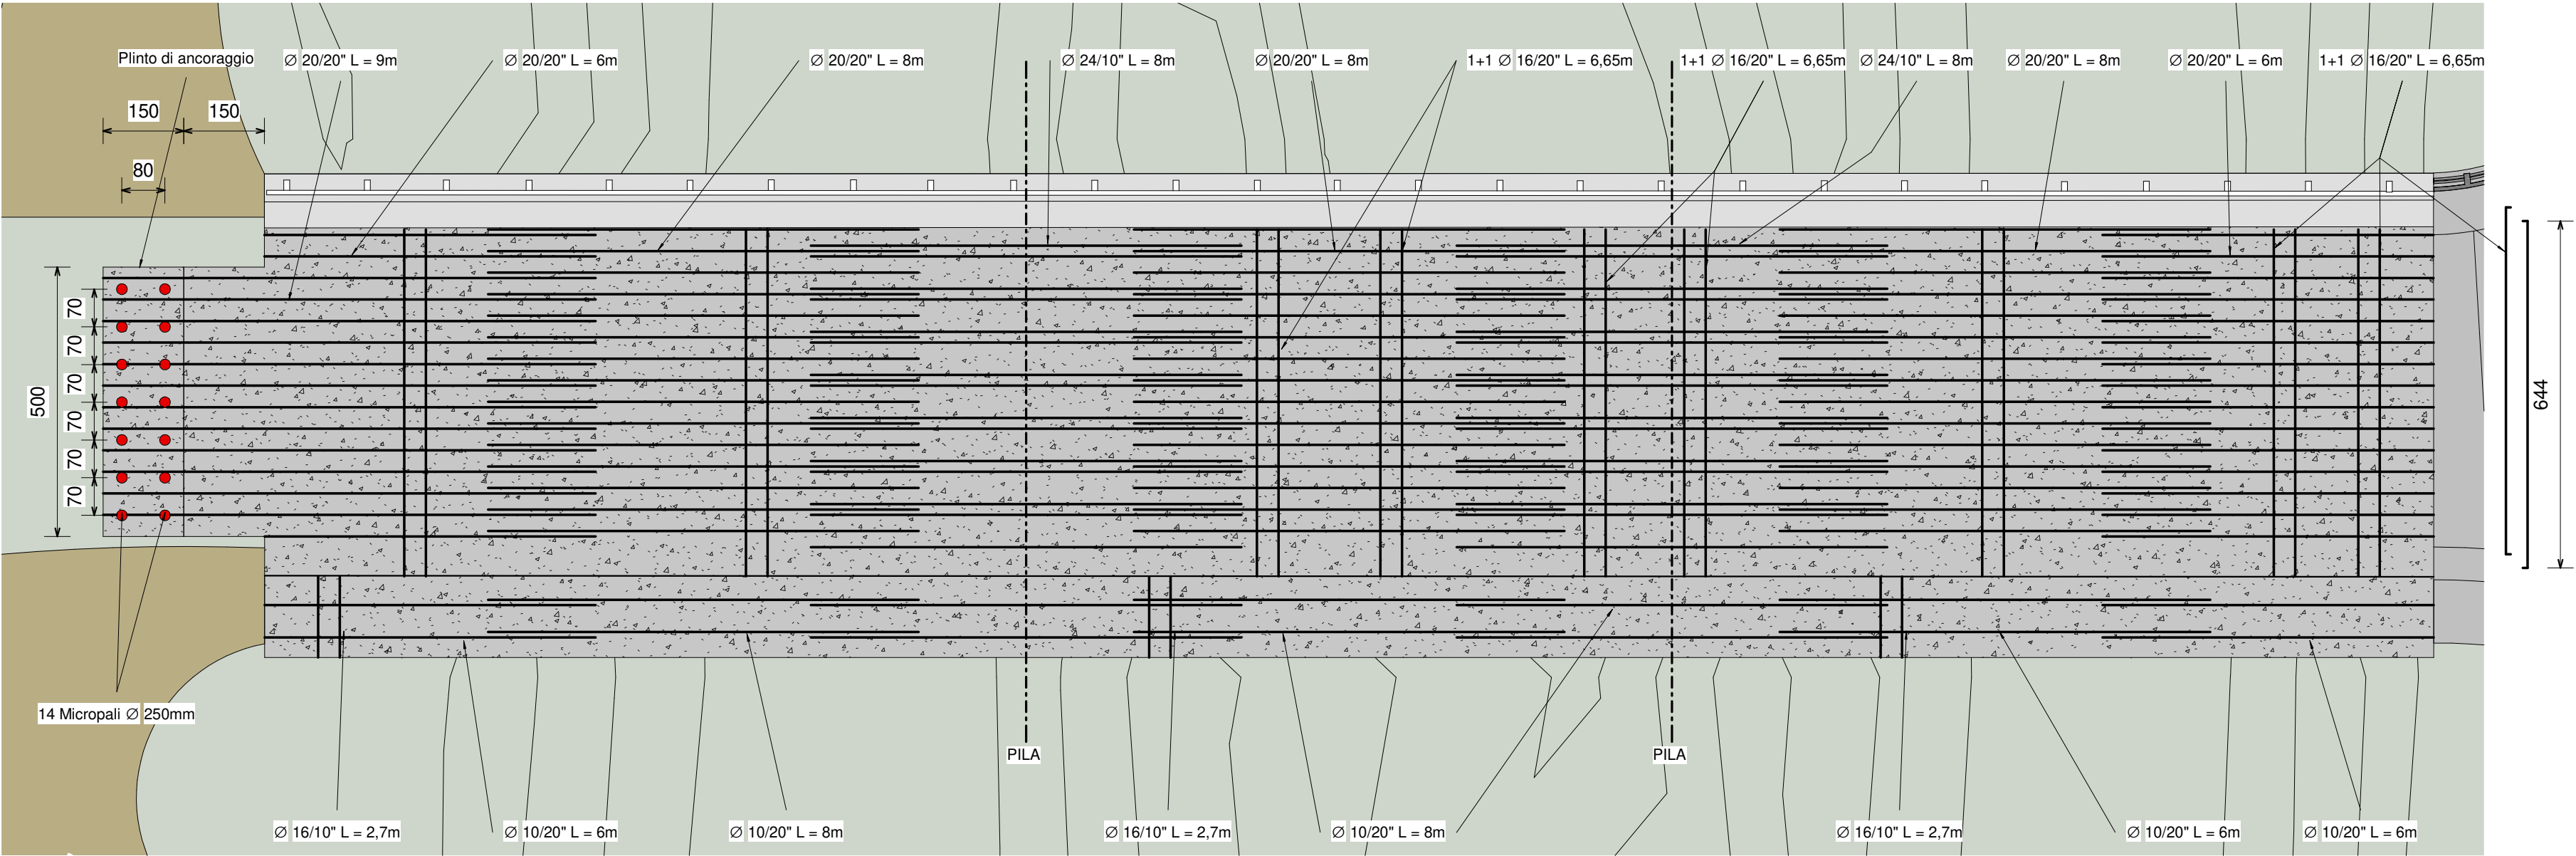 Plinto di ancoraggio
∅ 20/20" L = 9m
∅ 20/20" L = 6m
∅ 20/20" L = 8m
∅ 24/10" L = 8m
∅ 20/20" L = 8m
1+1 ∅ 16/20" L = 6,65m
1+1 ∅ 16/20" L = 6,65m
∅ 24/10" L = 8m
∅ 20/20" L = 8m
∅ 20/20" L = 6m
1+1 ∅ 16/20" L = 6,65m
150
150
80
500
70
70
70
70
70
70
644
14 Micropali ∅ 250mm
PILA
PILA
∅ 16/10" L = 2,7m
∅ 10/20" L = 6m
∅ 10/20" L = 8m
∅ 16/10" L = 2,7m
∅ 10/20" L = 8m
∅ 16/10" L = 2,7m
∅ 10/20" L = 6m
∅ 10/20" L = 6m